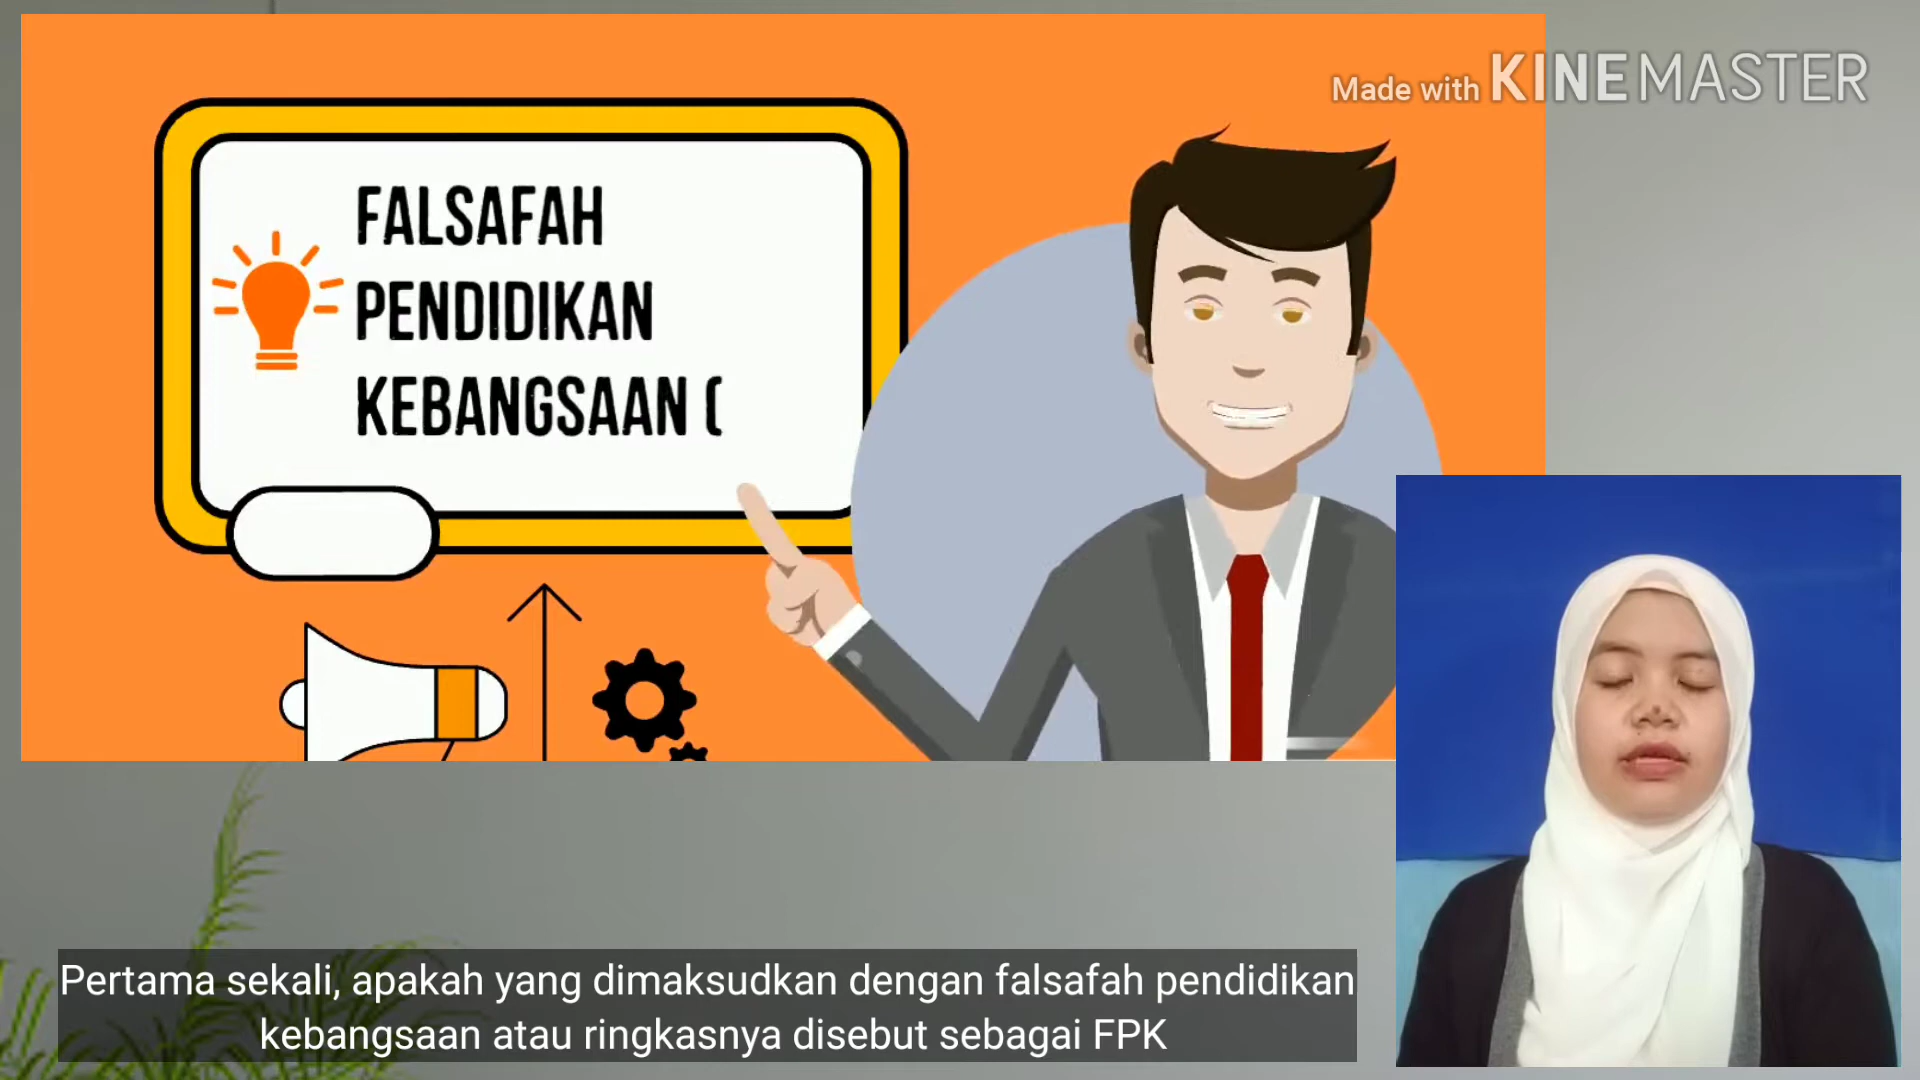 Made with KINEMASTER
FALSAFAH
PENDIDIKAN
KEBANGSAAN (
Pertama sekali, apakah yang dimaksudkan dengan falsafah pendidikan
kebangsaan atau ringkasnya disebut sebagai FPK